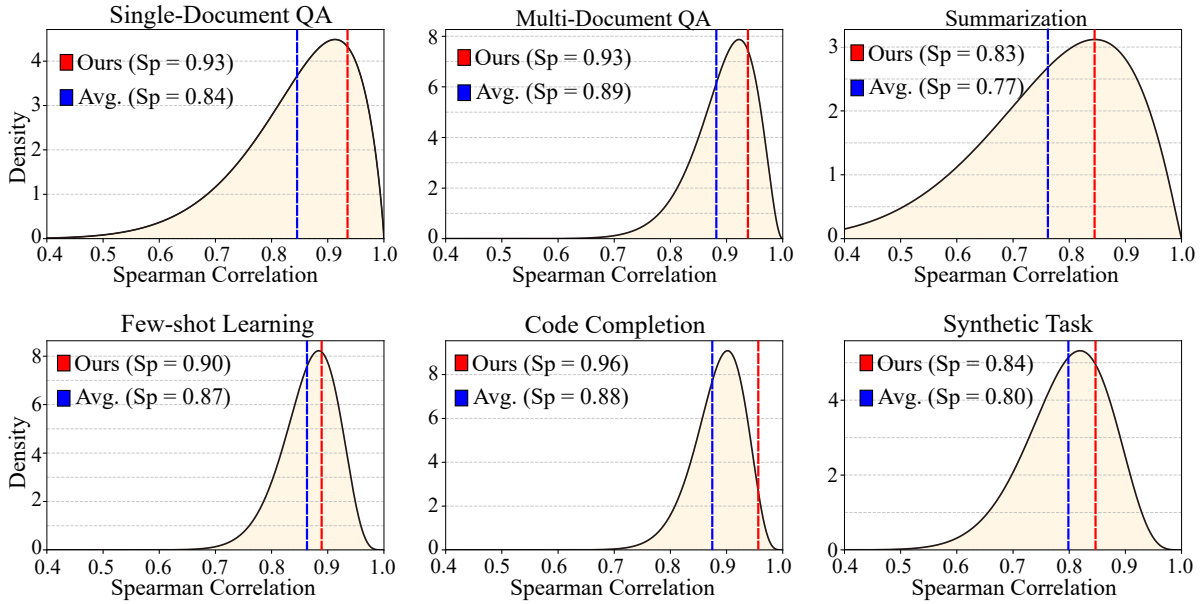 Single-Document QA
Ours (Sp = 0.93)
Avg. (Sp = 0.84)
Density
4
3
2
1
0
0.4 0.5 0.6 0.7 0.8 0.9 1.0
Spearman Correlation
Multi-Document QA
Ours (Sp = 0.93)
Avg. (Sp = 0.89)
8
6
4
2
0
0.4 0.5 0.6 0.7 0.8 0.9 1.0
Spearman Correlation
Summarization
Ours (Sp = 0.83)
Avg. (Sp = 0.77)
3
2
1
0
0.4 0.5 0.6 0.7 0.8 0.9 1.0
Spearman Correlation
Few-shot Learning
Ours (Sp = 0.90)
Avg. (Sp = 0.87)
Density
8
6
4
2
0
0.4 0.5 0.6 0.7 0.8 0.9 1.0
Spearman Correlation
Code Completion
Ours (Sp = 0.96)
Avg. (Sp = 0.88)
8
6
4
2
0
0.4 0.5 0.6 0.7 0.8 0.9 1.0
Spearman Correlation
Synthetic Task
Ours (Sp = 0.84)
Avg. (Sp = 0.80)
4
2
0
0.4 0.5 0.6 0.7 0.8 0.9 1.0
Spearman Correlation